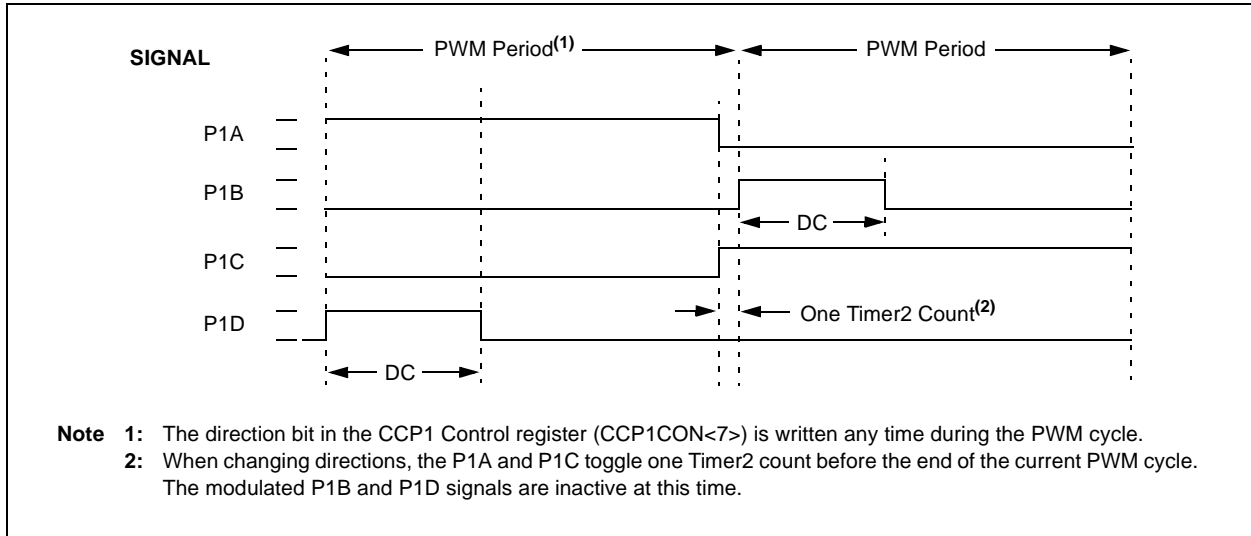 SIGNAL
PWM Period(1)
PWM Period
P1A
P1B
DC
P1C
One Timer2 Count(2)
P1D
DC
Note 1: The direction bit in the CCP1 Control register (CCP1CON<7>) is written any time during the PWM cycle.
2: When changing directions, the P1A and P1C toggle one Timer2 count before the end of the current PWM cycle.
The modulated P1B and P1D signals are inactive at this time.